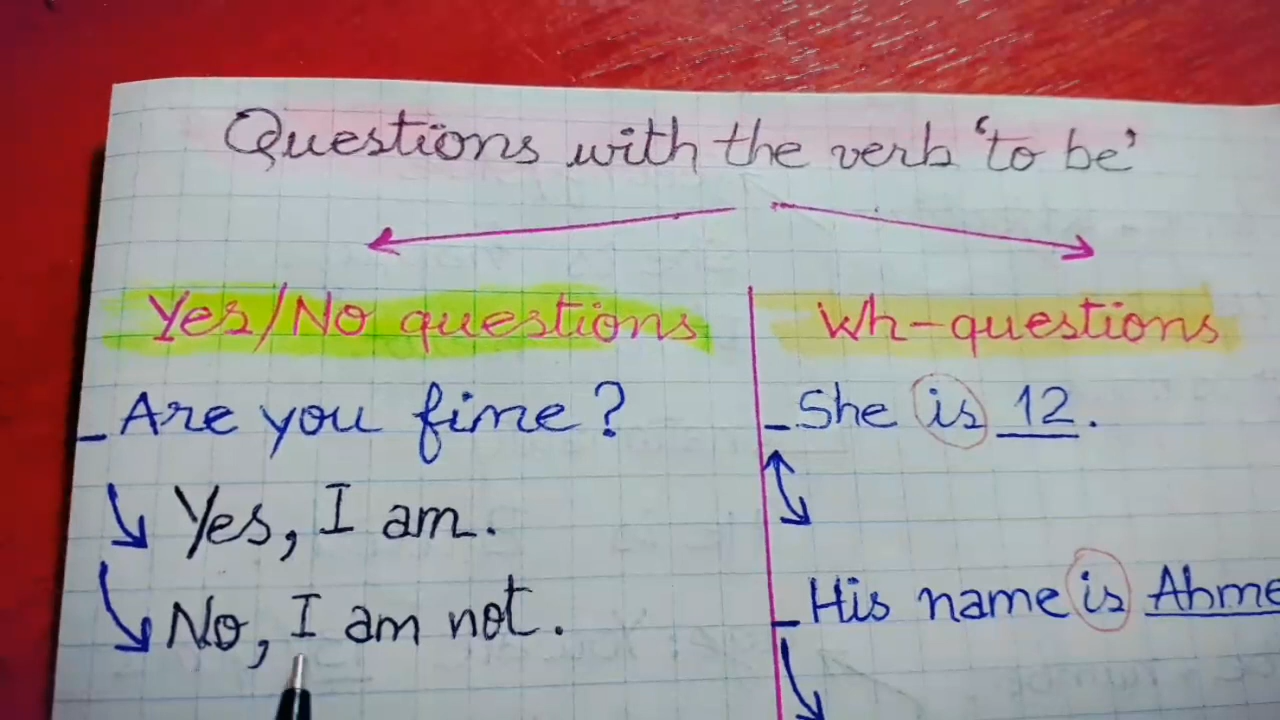 Questions with the verb 'to be'
Yes/No questions
_Are you fine?
Yes, I am.
No, I am not.
Wh-questions
_She is 12.
_His name is Ahme